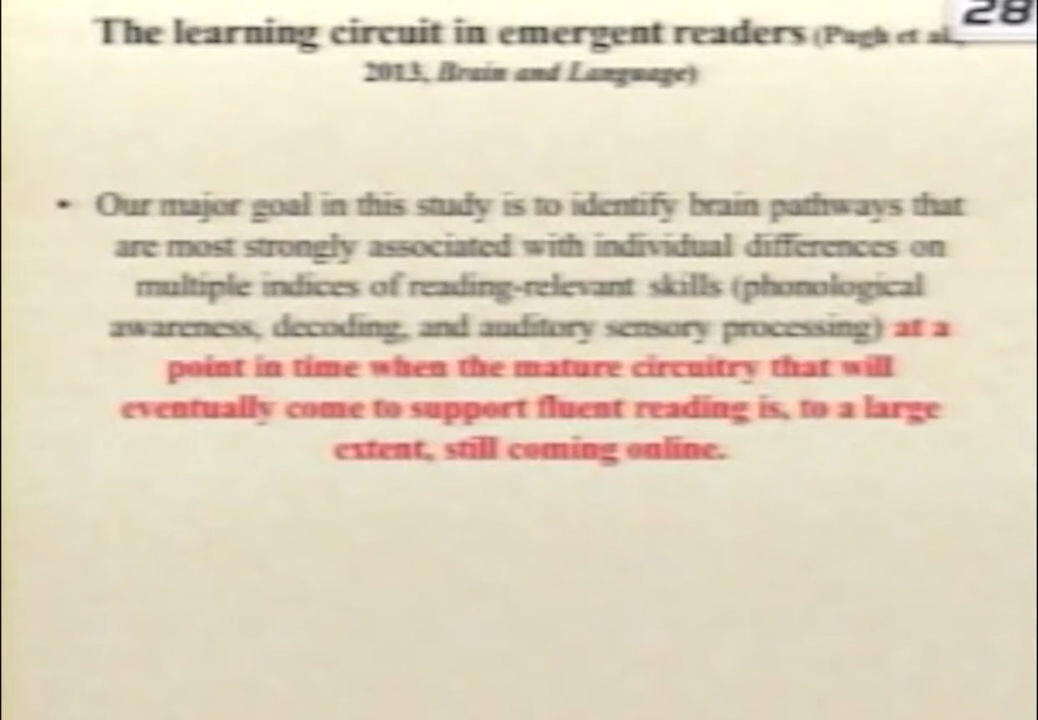 28
The learning circuit in emergent readers (Pugh et al.,
2013, Brain and Language)
• Our major goal in this study is to identify brain pathways that
are most strongly associated with individual differences on
multiple indices of reading-relevant skills (phonological
awareness, decoding, and auditory sensory processing) at a
point in time when the mature circuitry that will
eventually come to support fluent reading is, to a large
extent, still coming online.